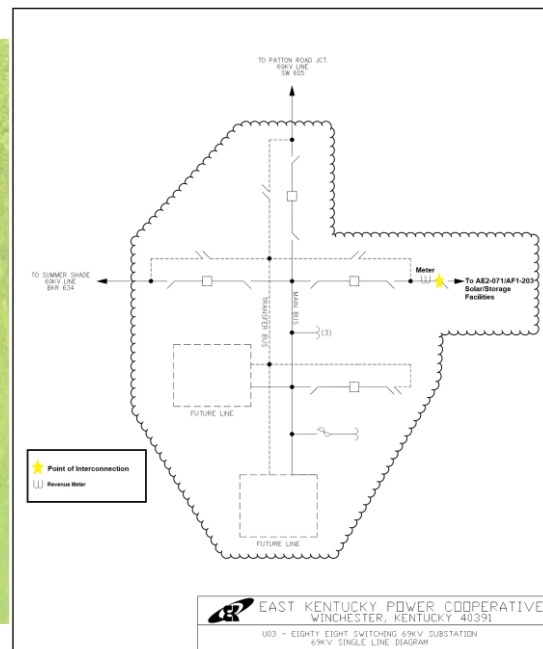 TO PATTON ROAD JCT.
69KV LINE
SW 605
TO SUMMER SHADE
69KV LINE
BKR 634
Meter
To AE2-071/AF1-203
Solar/Storage
Facilities
TRANSFER BUS
MAIN BUS
(3)
FUTURE LINE
FUTURE LINE
Point of Interconnection
Revenue Meter
EAST KENTUCKY POWER COOPERATIVE
WINCHESTER, KENTUCKY 40391
U03 - EIGHTY EIGHT SWITCHING 69KV SUBSTATION
69KV SINGLE LINE DIAGRAM